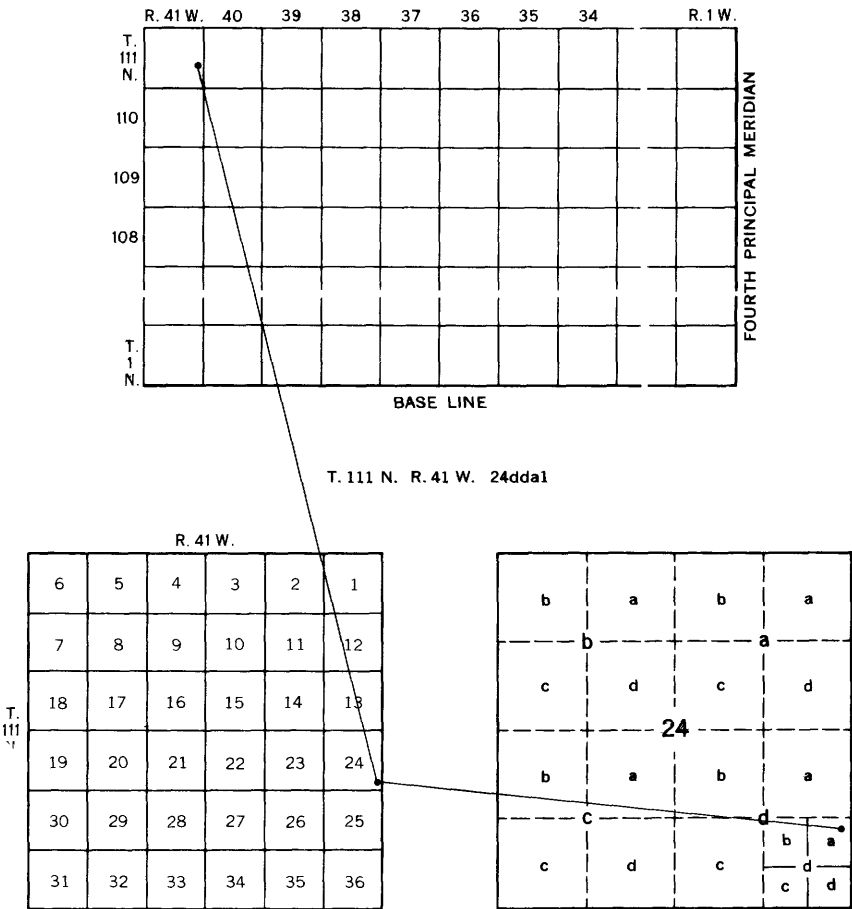 R. 41 W. 40 39 38 37 36 35 34 R. 1 W.
T.
111
N.
110
109
108
T.
1
N.
FOURTH PRINCIPAL MERIDIAN
BASE LINE
T. 111 N. R. 41 W. 24dda1
R. 41 W.
T.
111
N
6 5 4 3 2 1
7 8 9 10 11 12
18 17 16 15 14 13
19 20 21 22 23 24
30 29 28 27 26 25
31 32 33 34 35 36
b a b a
b a
c d c d
24
b a b a
c d
b a
c d c d
c d